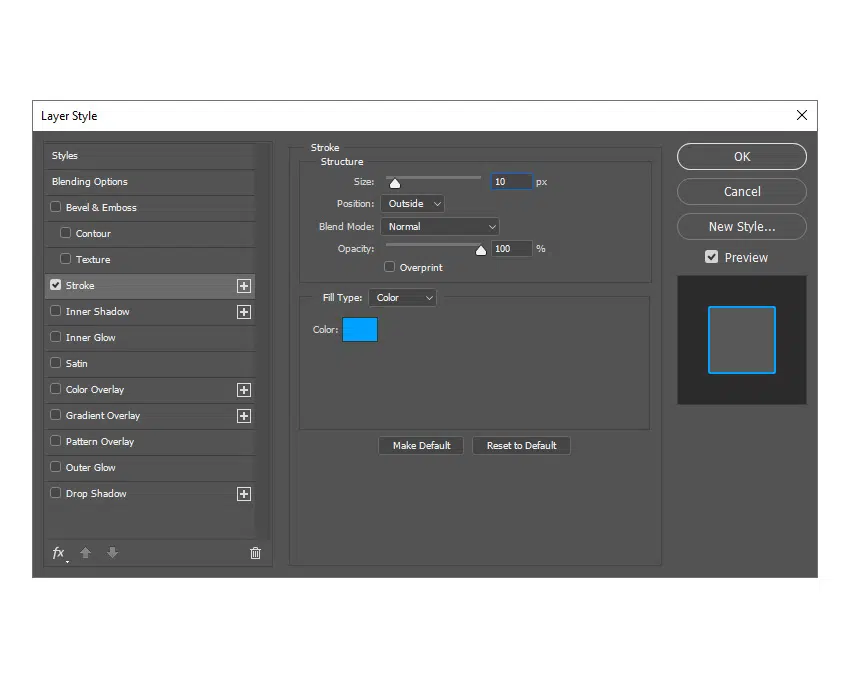 Layer Style
Styles
Blending Options
Bevel & Emboss
Contour
Texture
Stroke
Inner Shadow
Inner Glow
Satin
Color Overlay
Gradient Overlay
Pattern Overlay
Outer Glow
Drop Shadow
fx
Stroke
Structure
Size: 10 px
Position: Outside
Blend Mode: Normal
Opacity: 100 %
Overprint
Fill Type: Color
Color:
Make Default Reset to Default
OK
Cancel
New Style...
Preview